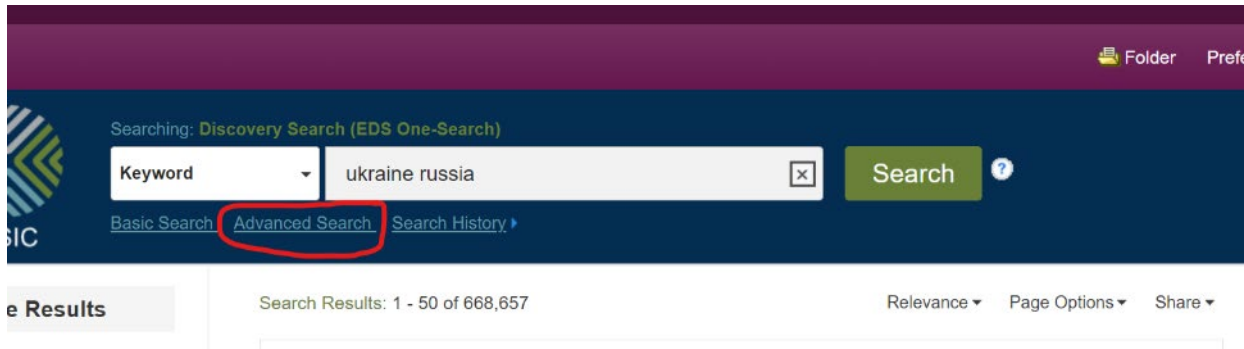 Folder Prefe
Searching: Discovery Search (EDS One-Search)
Keyword ukraine russia Search
Basic Search Advanced Search Search History
SIC
e Results
Search Results: 1 - 50 of 668,657 Relevance Page Options Share